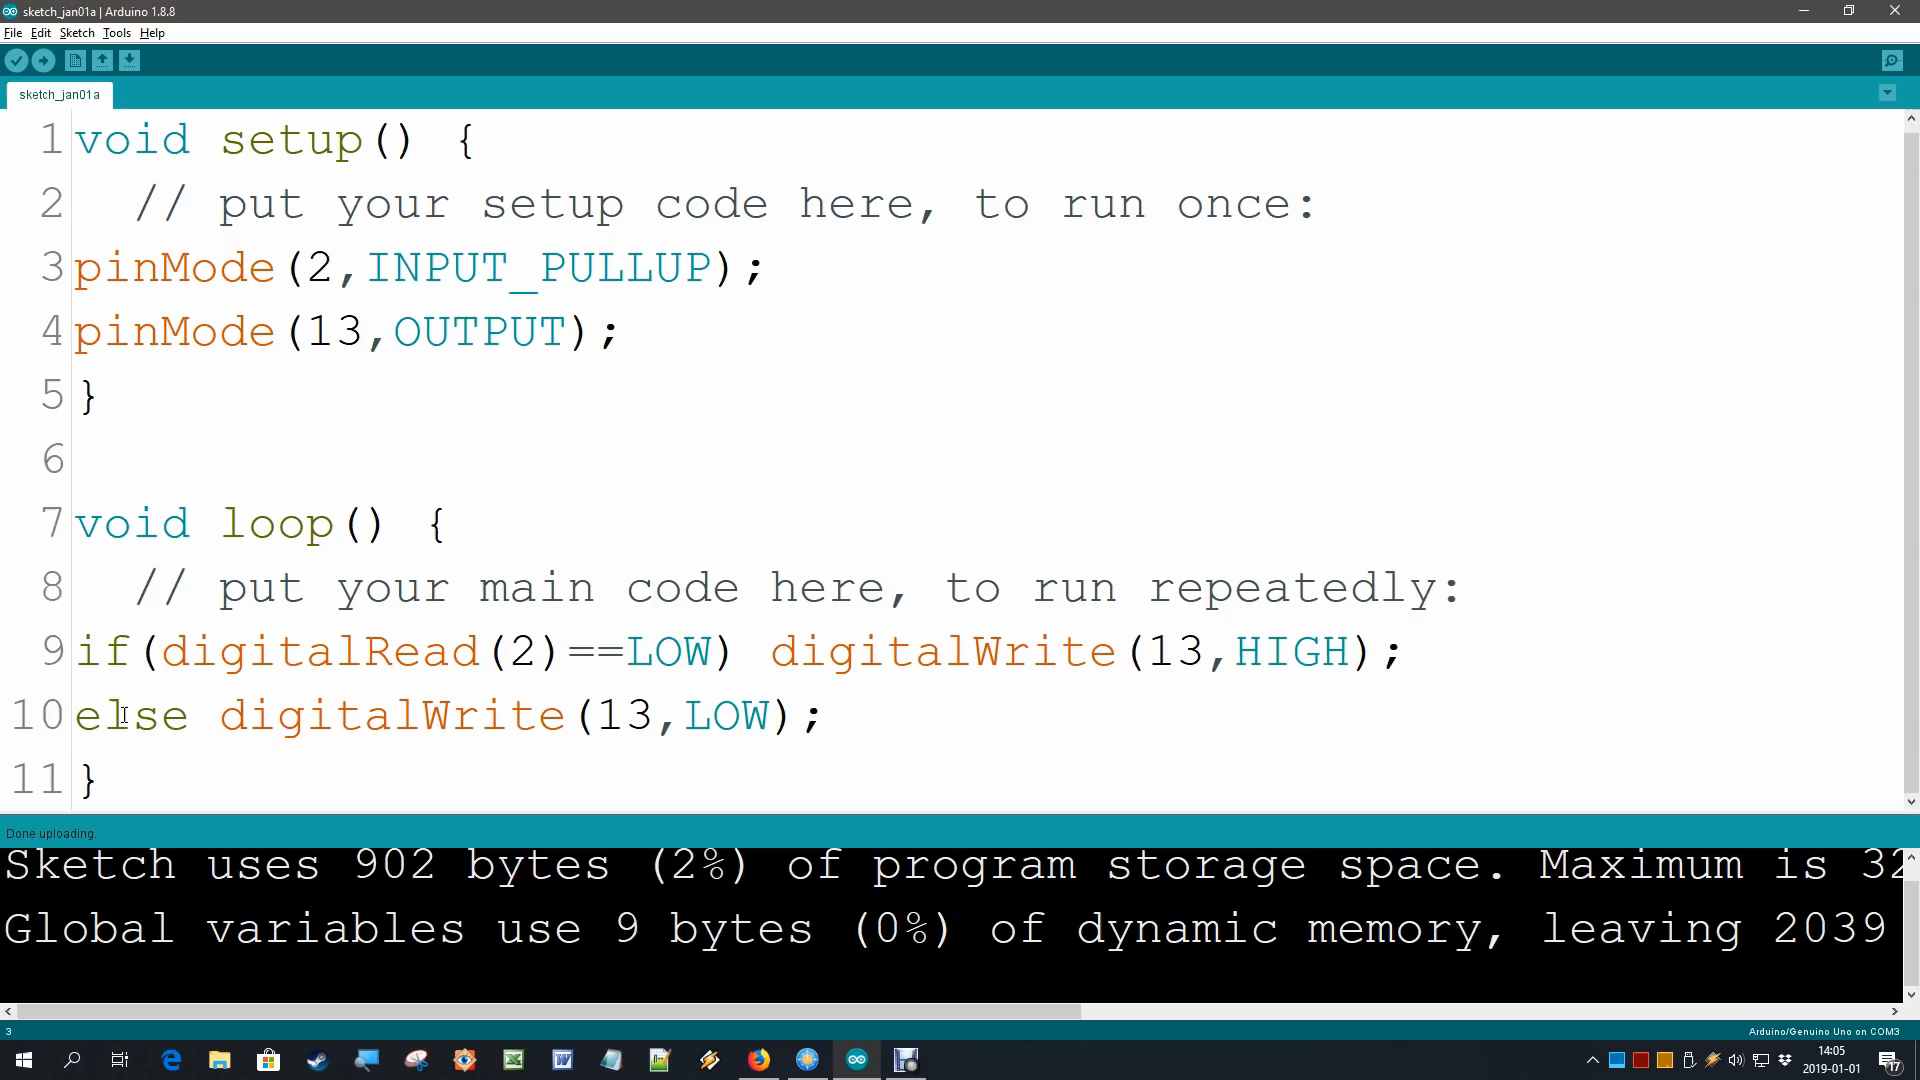 sketch_jan01a | Arduino 1.8.8
File Edit Sketch Tools Help
sketch_jan01a
1 void setup() {
2   // put your setup code here, to run once:
3 pinMode(2,INPUT_PULLUP);
4 pinMode(13,OUTPUT);
5 }
6
7 void loop() {
8   // put your main code here, to run repeatedly:
9 if(digitalRead(2)==LOW) digitalWrite(13,HIGH);
10 else digitalWrite(13,LOW);
11 }
Done uploading.
Sketch uses 902 bytes (2%) of program storage space. Maximum is 32
Global variables use 9 bytes (0%) of dynamic memory, leaving 2039
3
Arduino/Genuino Uno on COM3
14:05
2019-01-01
17